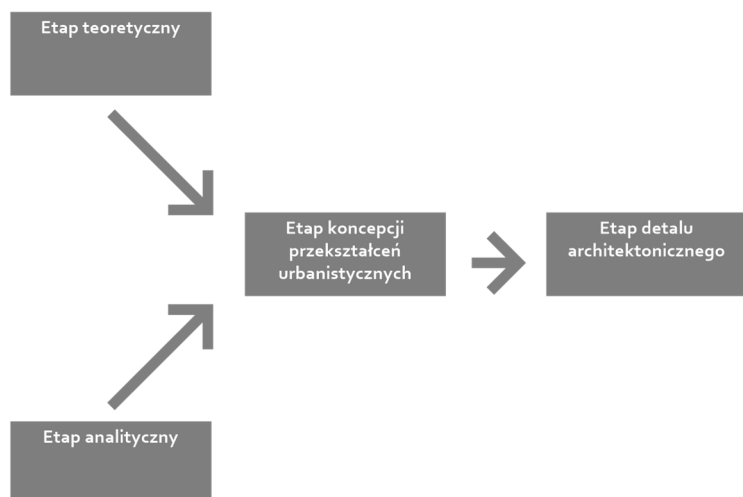 Etap teoretyczny
Etap koncepcji
przekształceń
urbanistycznych
Etap detalu
architektonicznego
Etap analityczny